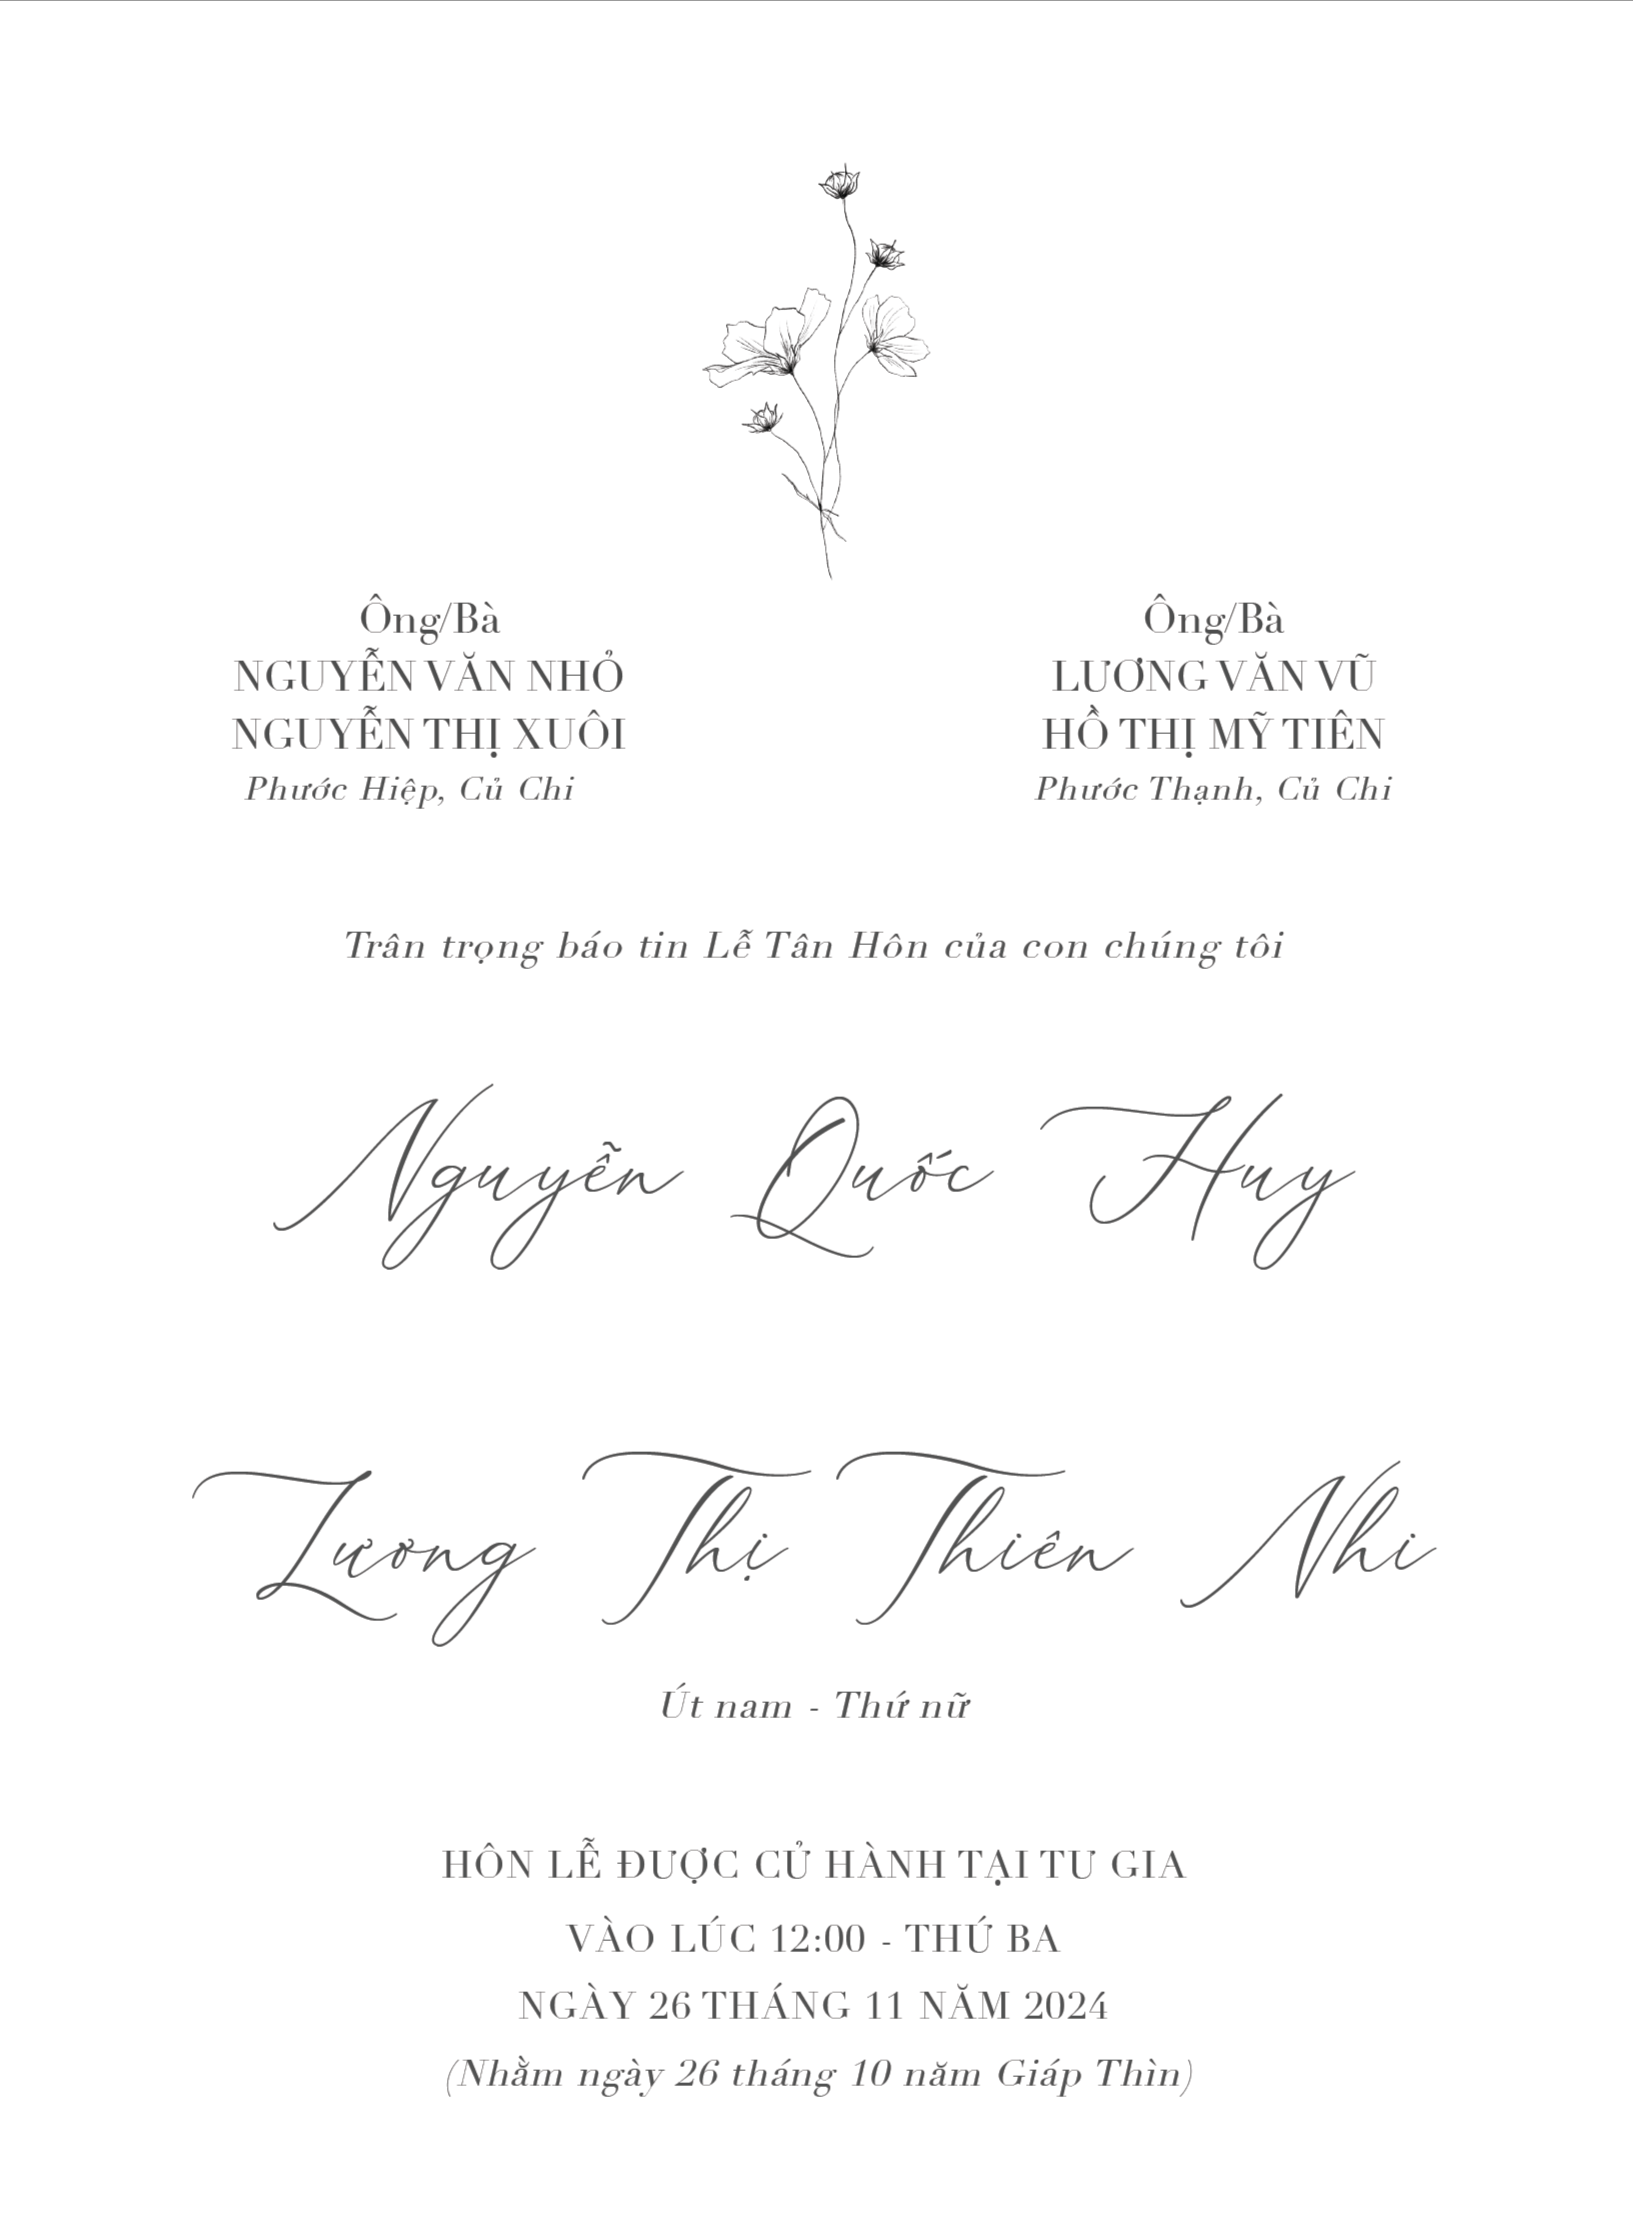 Ông/Bà
NGUYỄN VĂN NHỎ
NGUYỄN THỊ XUÔI
Phước Hiệp, Củ Chi
Ông/Bà
LƯƠNG VĂN VŨ
HỒ THỊ MỸ TIÊN
Phước Thạnh, Củ Chi
Trân trọng báo tin Lễ Tân Hôn của con chúng tôi
Nguyễn Quốc Huy
Lương Thị Thiên Nhi
Út nam - Thứ nữ
HÔN LỄ ĐƯỢC CỬ HÀNH TẠI TƯ GIA
VÀO LÚC 12:00 - THỨ BA
NGÀY 26 THÁNG 11 NĂM 2024
(Nhằm ngày 26 tháng 10 năm Giáp Thìn)